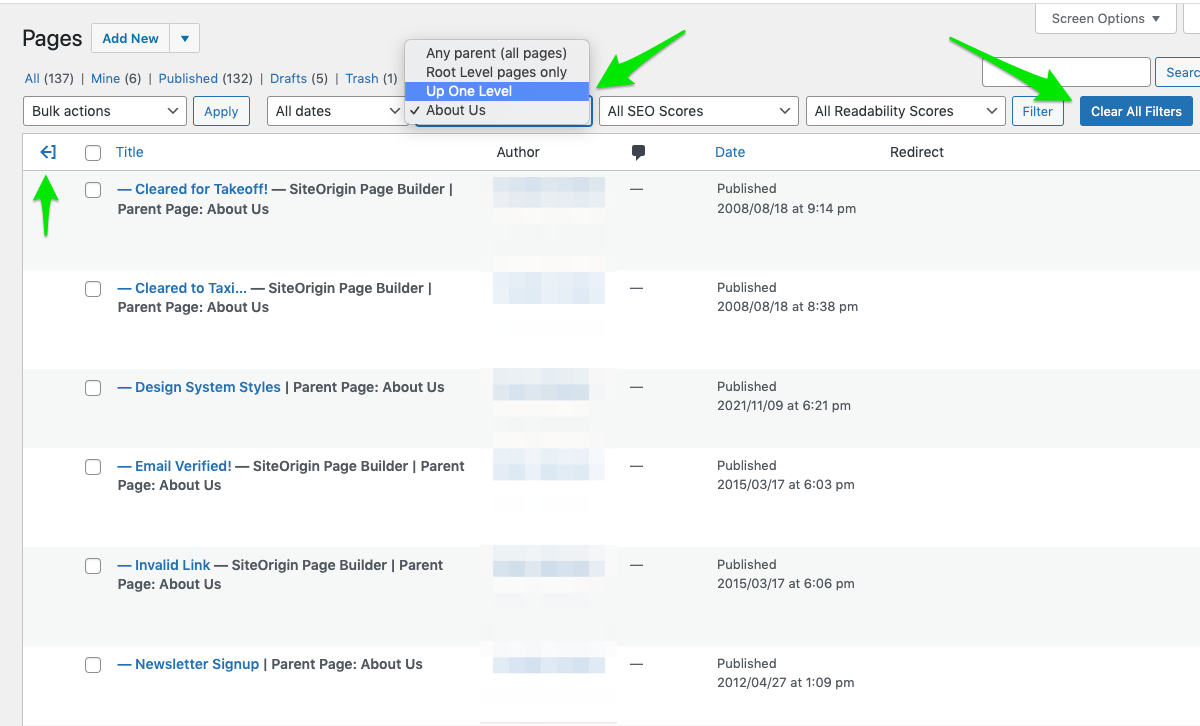 Screen Options ▼
Pages Add New ▼
All (137) | Mine (6) | Published (132) | Drafts (5) | Trash (1)
Any parent (all pages)
Root Level pages only
Up One Level
✓ About Us
Bulk actions Apply All dates All SEO Scores All Readability Scores Filter Clear All Filters
Title Author Date Redirect
— Cleared for Takeoff! — SiteOrigin Page Builder |
Parent Page: About Us
—
Published
2008/08/18 at 9:14 pm
— Cleared to Taxi... — SiteOrigin Page Builder |
Parent Page: About Us
—
Published
2008/08/18 at 8:38 pm
— Design System Styles | Parent Page: About Us
—
Published
2021/11/09 at 6:21 pm
— Email Verified! — SiteOrigin Page Builder | Parent
Page: About Us
—
Published
2015/03/17 at 6:03 pm
— Invalid Link — SiteOrigin Page Builder | Parent
Page: About Us
—
Published
2015/03/17 at 6:06 pm
— Newsletter Signup | Parent Page: About Us
—
Published
2012/04/27 at 1:09 pm